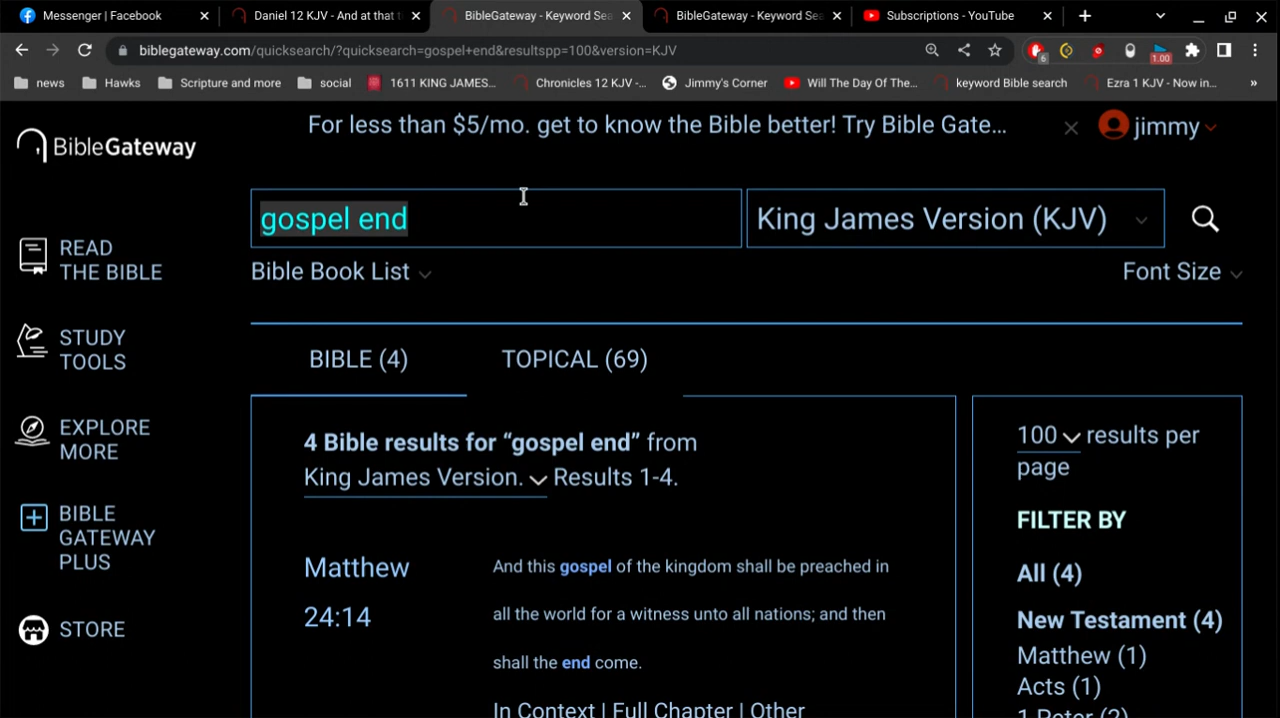 Messenger | Facebook
Daniel 12 KJV - And at that t
BibleGateway - Keyword Sea
BibleGateway - Keyword Sea
Subscriptions - YouTube
biblegateway.com/quicksearch/?quicksearch=gospel+end&resultspp=100&version=KJV
6
1.00
news
Hawks
Scripture and more
social
1611 KING JAMES...
Chronicles 12 KJV -...
Jimmy's Corner
Will The Day Of The...
keyword Bible search
Ezra 1 KJV - Now in...
»
For less than $5/mo. get to know the Bible better! Try Bible Gate...
jimmy
BibleGateway
gospel end
King James Version (KJV)
READ
THE BIBLE
Bible Book List
Font Size
STUDY
TOOLS
BIBLE (4)
TOPICAL (69)
EXPLORE
MORE
4 Bible results for “gospel end” from
King James Version. Results 1-4.
100 results per
page
BIBLE
GATEWAY
PLUS
FILTER BY
Matthew
24:14
And this gospel of the kingdom shall be preached in
all the world for a witness unto all nations; and then
shall the end come.
All (4)
STORE
New Testament (4)
Matthew (1)
Acts (1)
1 Peter (2)
In Context | Full Chapter | Other